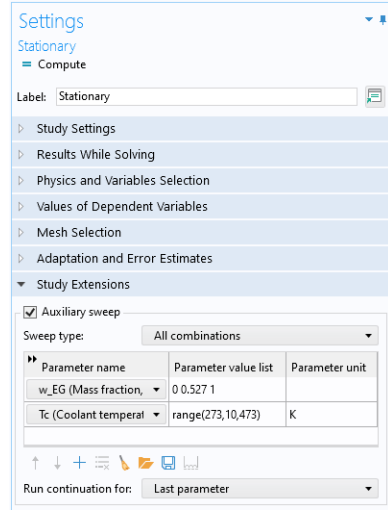 Settings
Stationary
= Compute
Label: Stationary
Study Settings
Results While Solving
Physics and Variables Selection
Values of Dependent Variables
Mesh Selection
Adaptation and Error Estimates
Study Extensions
Auxiliary sweep
Sweep type: All combinations
Parameter name Parameter value list Parameter unit
w_EG (Mass fraction, 0 0.527 1
Tc (Coolant temperat range(273,10,473) K
Run continuation for: Last parameter